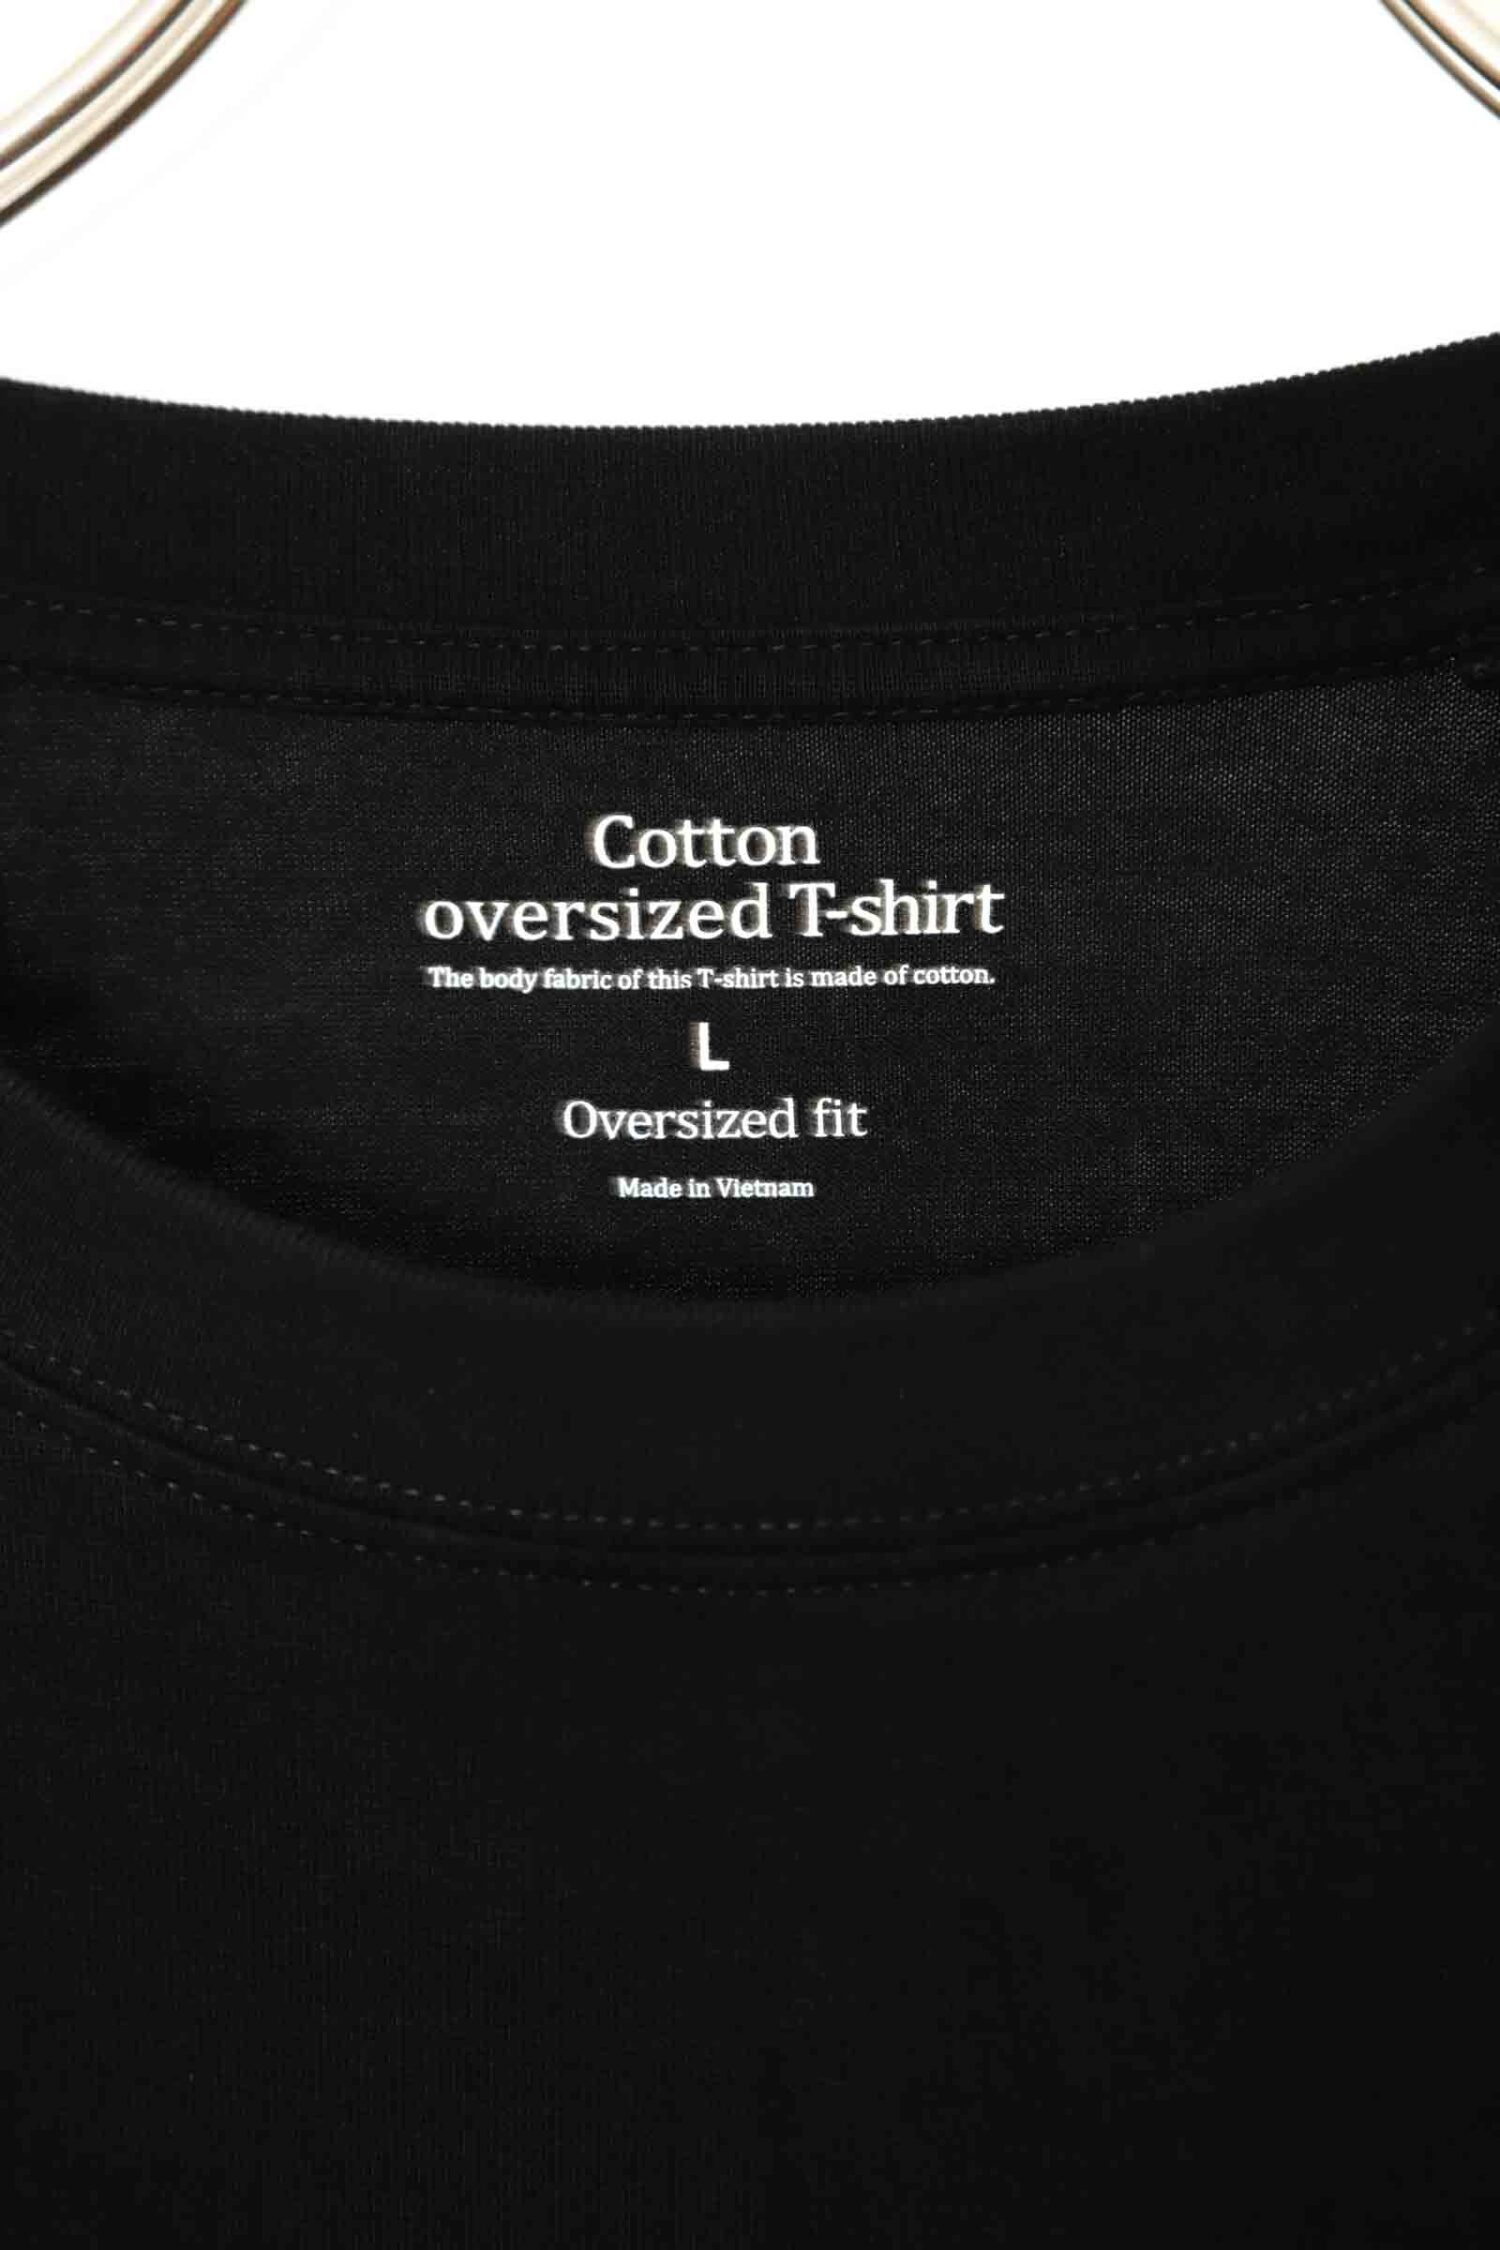 Cotton
oversized T-shirt
The body fabric of this T-shirt is made of cotton.
L
Oversized fit
Made in Vietnam